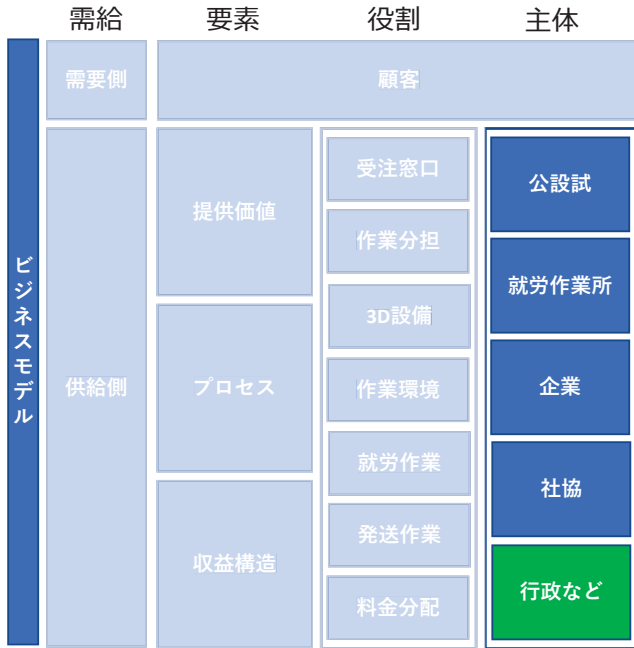 需給
要素
役割
主体
ビジネスモデル
需要側
顧客
供給側
提供価値
プロセス
収益構造
受注窓口
作業分担
3D設備
作業環境
就労作業
発送作業
料金分配
公設試
就労作業所
企業
社協
行政など